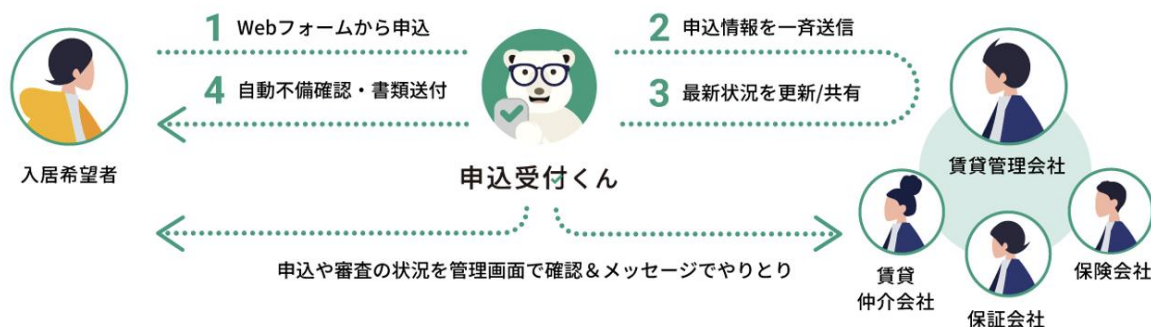 1 Webフォームから申込
2 申込情報を一斉送信
4 自動不備確認・書類送付
3 最新状況を更新/共有
入居希望者
申込受付くん
賃貸管理会社
申込や審査の状況を管理画面で確認&メッセージでやりとり
賃貸
仲介会社
保証会社
保険会社